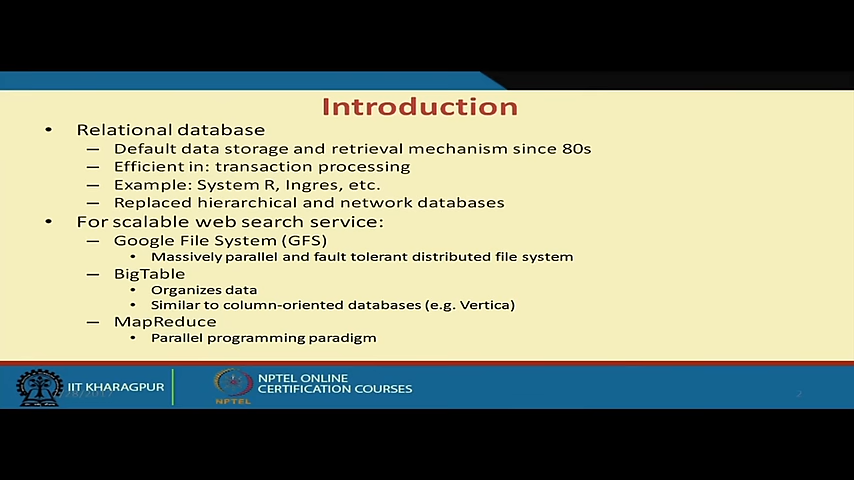 Introduction
• Relational database
– Default data storage and retrieval mechanism since 80s
– Efficient in: transaction processing
– Example: System R, Ingres, etc.
– Replaced hierarchical and network databases
• For scalable web search service:
– Google File System (GFS)
• Massively parallel and fault tolerant distributed file system
– BigTable
• Organizes data
• Similar to column-oriented databases (e.g. Vertica)
– MapReduce
• Parallel programming paradigm
IIT KHARAGPUR
NPTEL
NPTEL ONLINE
CERTIFICATION COURSES
2